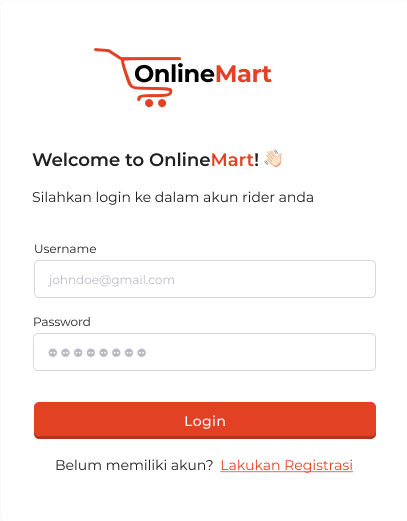 OnlineMart
Welcome to OnlineMart! 👋🏻
Silahkan login ke dalam akun rider anda
Username
johndoe@gmail.com
Password
Login
Belum memiliki akun? Lakukan Registrasi